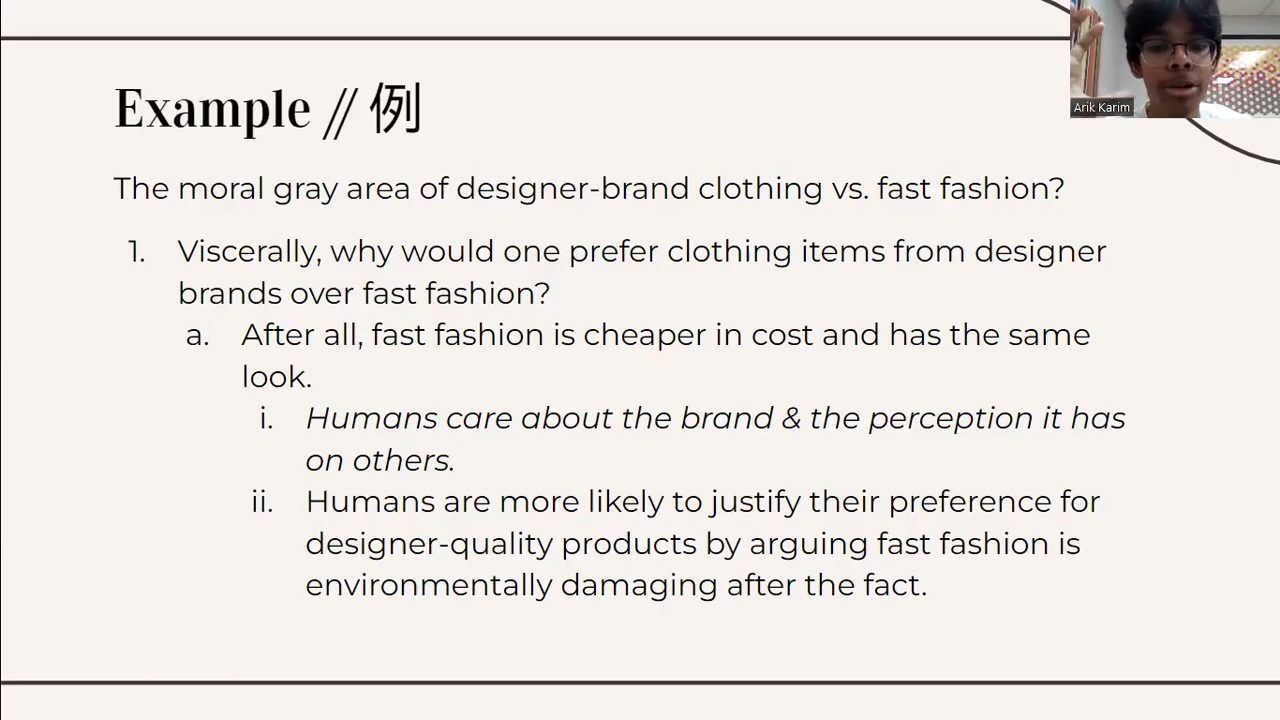 Example // 例
Arik Karim
The moral gray area of designer-brand clothing vs. fast fashion?
1. Viscerally, why would one prefer clothing items from designer
brands over fast fashion?
a. After all, fast fashion is cheaper in cost and has the same
look.
i. Humans care about the brand & the perception it has
on others.
ii. Humans are more likely to justify their preference for
designer-quality products by arguing fast fashion is
environmentally damaging after the fact.